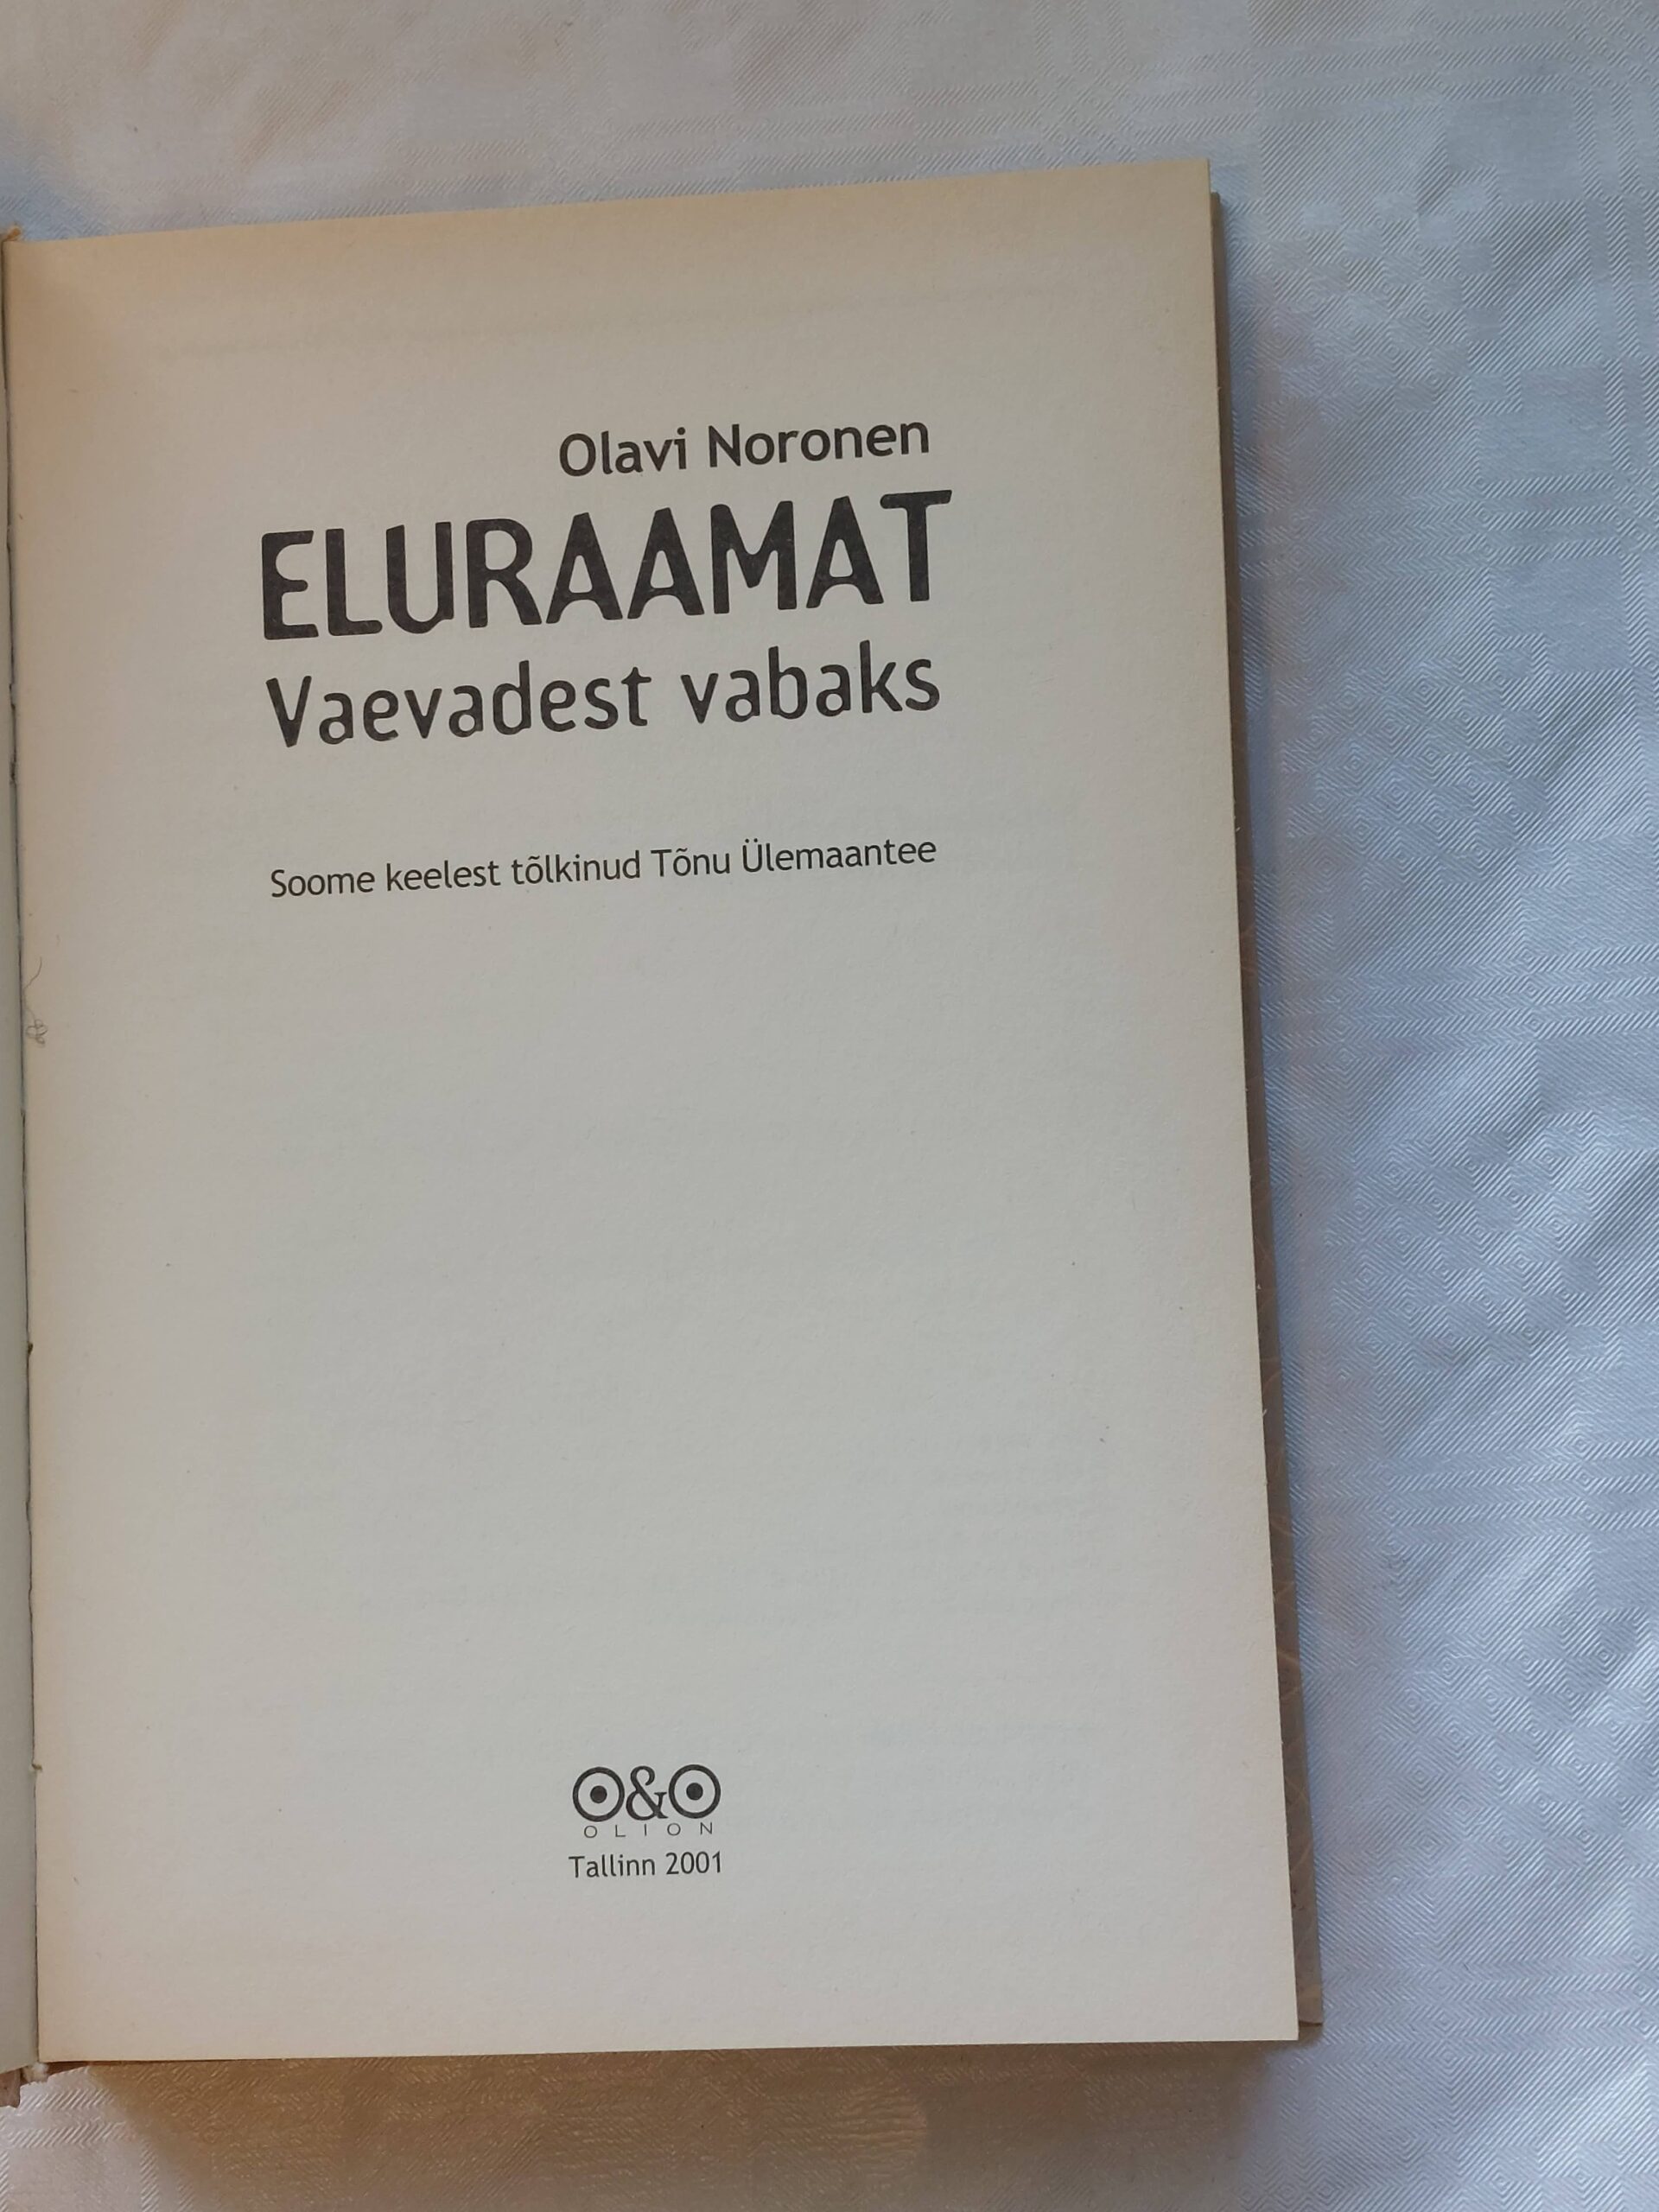 Olavi Noronen
ELURAAMAT
Vaevadest vabaks
Soome keelest tõlkinud Tõnu Ülemaantee
O&O
OLION
Tallinn 2001